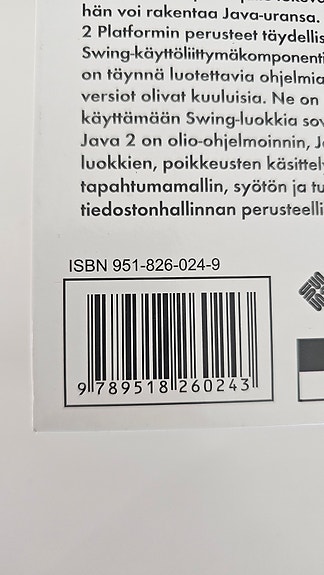 hän voi rakentaa Java-uransa.
2 Platformin perusteet täydellis
Swing-käyttöliittymäkomponenti
on täynnä luotettavia ohjelmia
versiot olivat kuuluisia. Ne on
käyttämään Swing-luokkia sov
Java 2 on olio-ohjelmoinnin, J
luokkien, poikkeusten käsittely
tapahtumamallin, syötön ja tu
tiedostonhallinnan perusteelli
ISBN 951-826-024-9
9 789518 260243